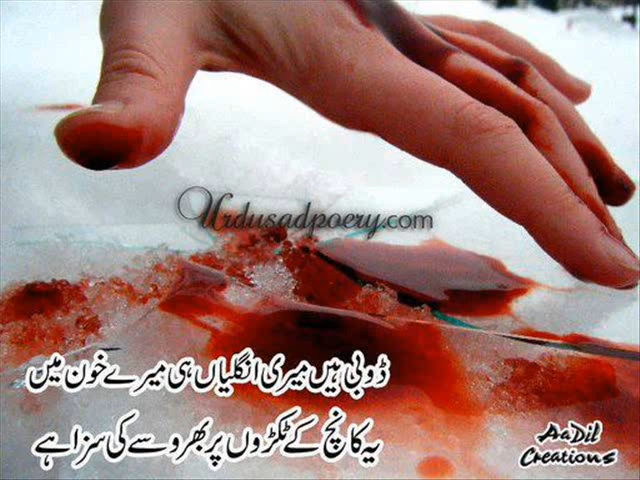 Urdusadpoery.com
ڈوبی ہیں میری انگلیاں ہی میرے خون میں
یہ کانچ کے ٹکڑوں پر بھروسے کی سزا ہے
AaDil
Creations